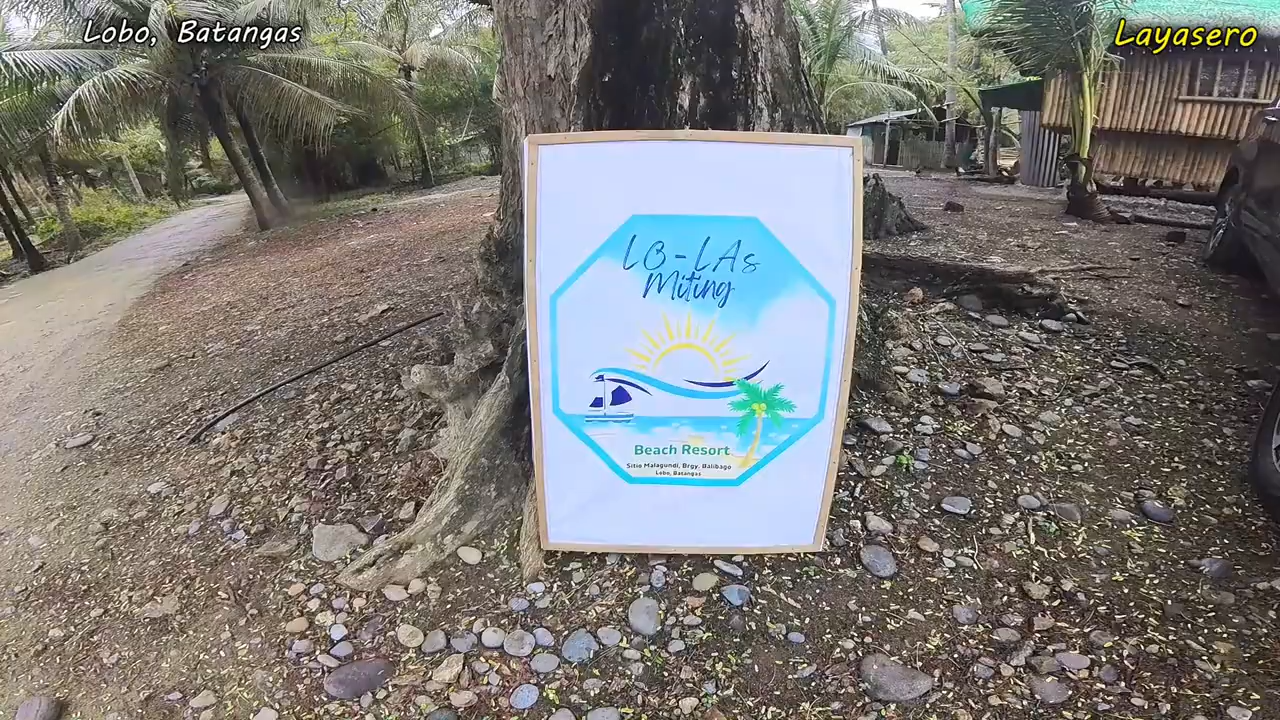 Lobo, Batangas
Layasero
LO-LAs
Miting
Beach Resort
Sitio Malagundi, Brgy. Balibago
Lobo, Batangas